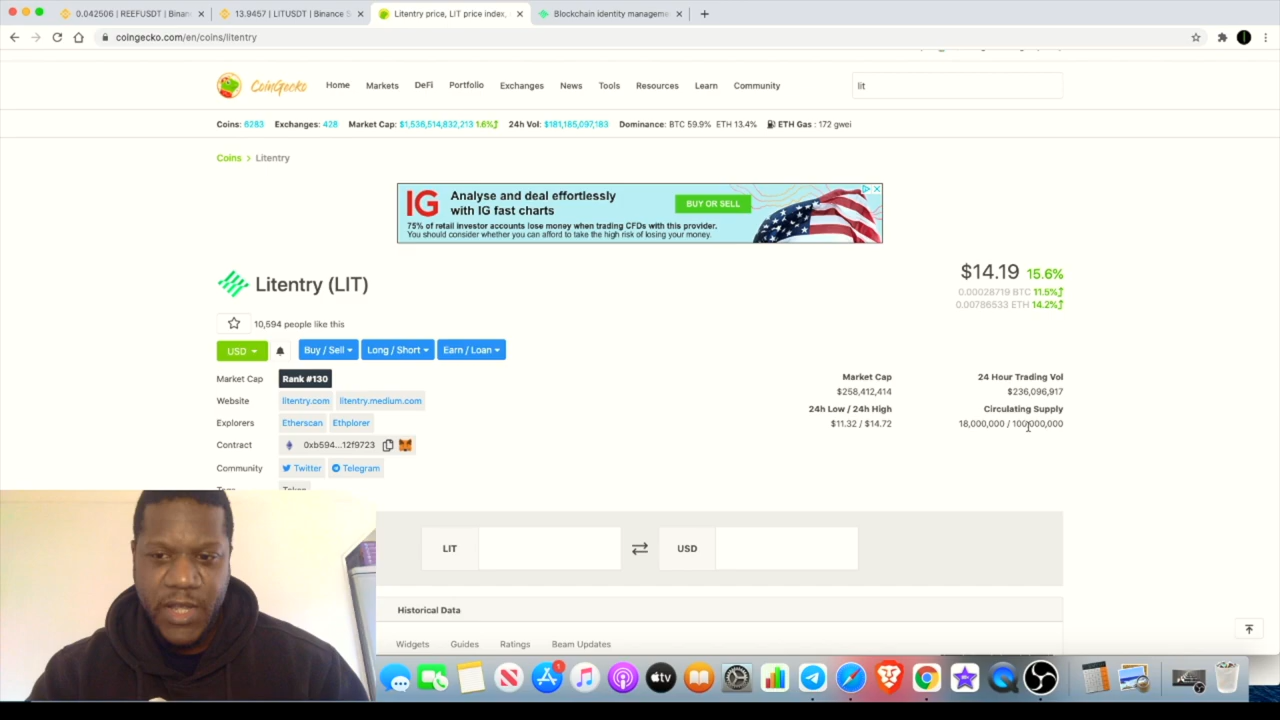 0.042506 | REEFUSDT | Binan
13.9457 | LITUSDT | Binance
Litentry price, LIT price index,
Blockchain identity manageme
coingecko.com/en/coins/litentry
CoinGecko
Home
Markets
DeFi
Portfolio
Exchanges
News
Tools
Resources
Learn
Community
lit
Coins: 6283 Exchanges: 428 Market Cap: $1,536,514,832,213 1.6% 24h Vol: $181,185,097,183 Dominance: BTC 59.9% ETH 13.4% ETH Gas : 172 gwei
Coins > Litentry
IG
Analyse and deal effortlessly
with IG fast charts
BUY OR SELL
75% of retail investor accounts lose money when trading CFDs with this provider.
You should consider whether you can afford to take the high risk of losing your money.
Litentry (LIT)
$14.19 15.6%
0.00028719 BTC 11.5%
0.00786533 ETH 14.2%
10,594 people like this
USD
Buy / Sell
Long / Short
Earn / Loan
Market Cap Rank #130
Website litentry.com litentry.medium.com
Explorers Etherscan Ethplorer
Contract 0xb594...12f9723
Community Twitter Telegram
Market Cap
$258,412,414
24 Hour Trading Vol
$236,096,917
24h Low / 24h High
$11.32 / $14.72
Circulating Supply
18,000,000 / 100,000,000
LIT
USD
Historical Data
Widgets
Guides
Ratings
Beam Updates
1
tv